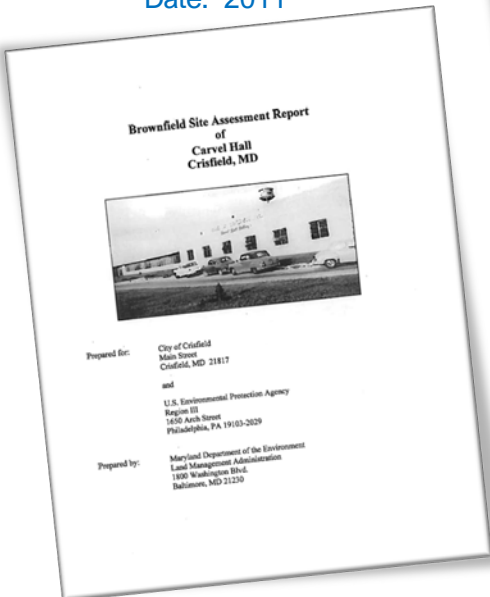 Date: 2011
Brownfield Site Assessment Report
of
Carvel Hall
Crisfield, MD
Prepared for:
City of Crisfield
Main Street
Crisfield, MD 21817
and
U.S. Environmental Protection Agency
Region III
1650 Arch Street
Philadelphia, PA 19103-2029
Prepared by:
Maryland Department of the Environment
Land Management Administration
1800 Washington Blvd.
Baltimore, MD 21230